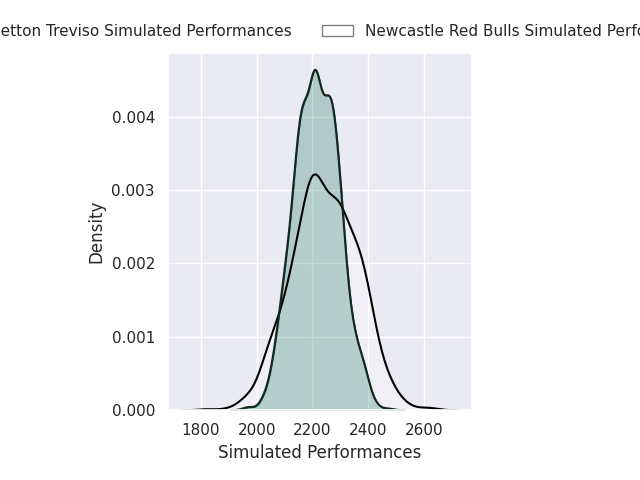 etton Treviso Simulated Performances Newcastle Red Bulls Simulated Perfo
0.004
0.003
0.002
0.001
0.000
Density
1800 2000 2200 2400 2600
Simulated Performances